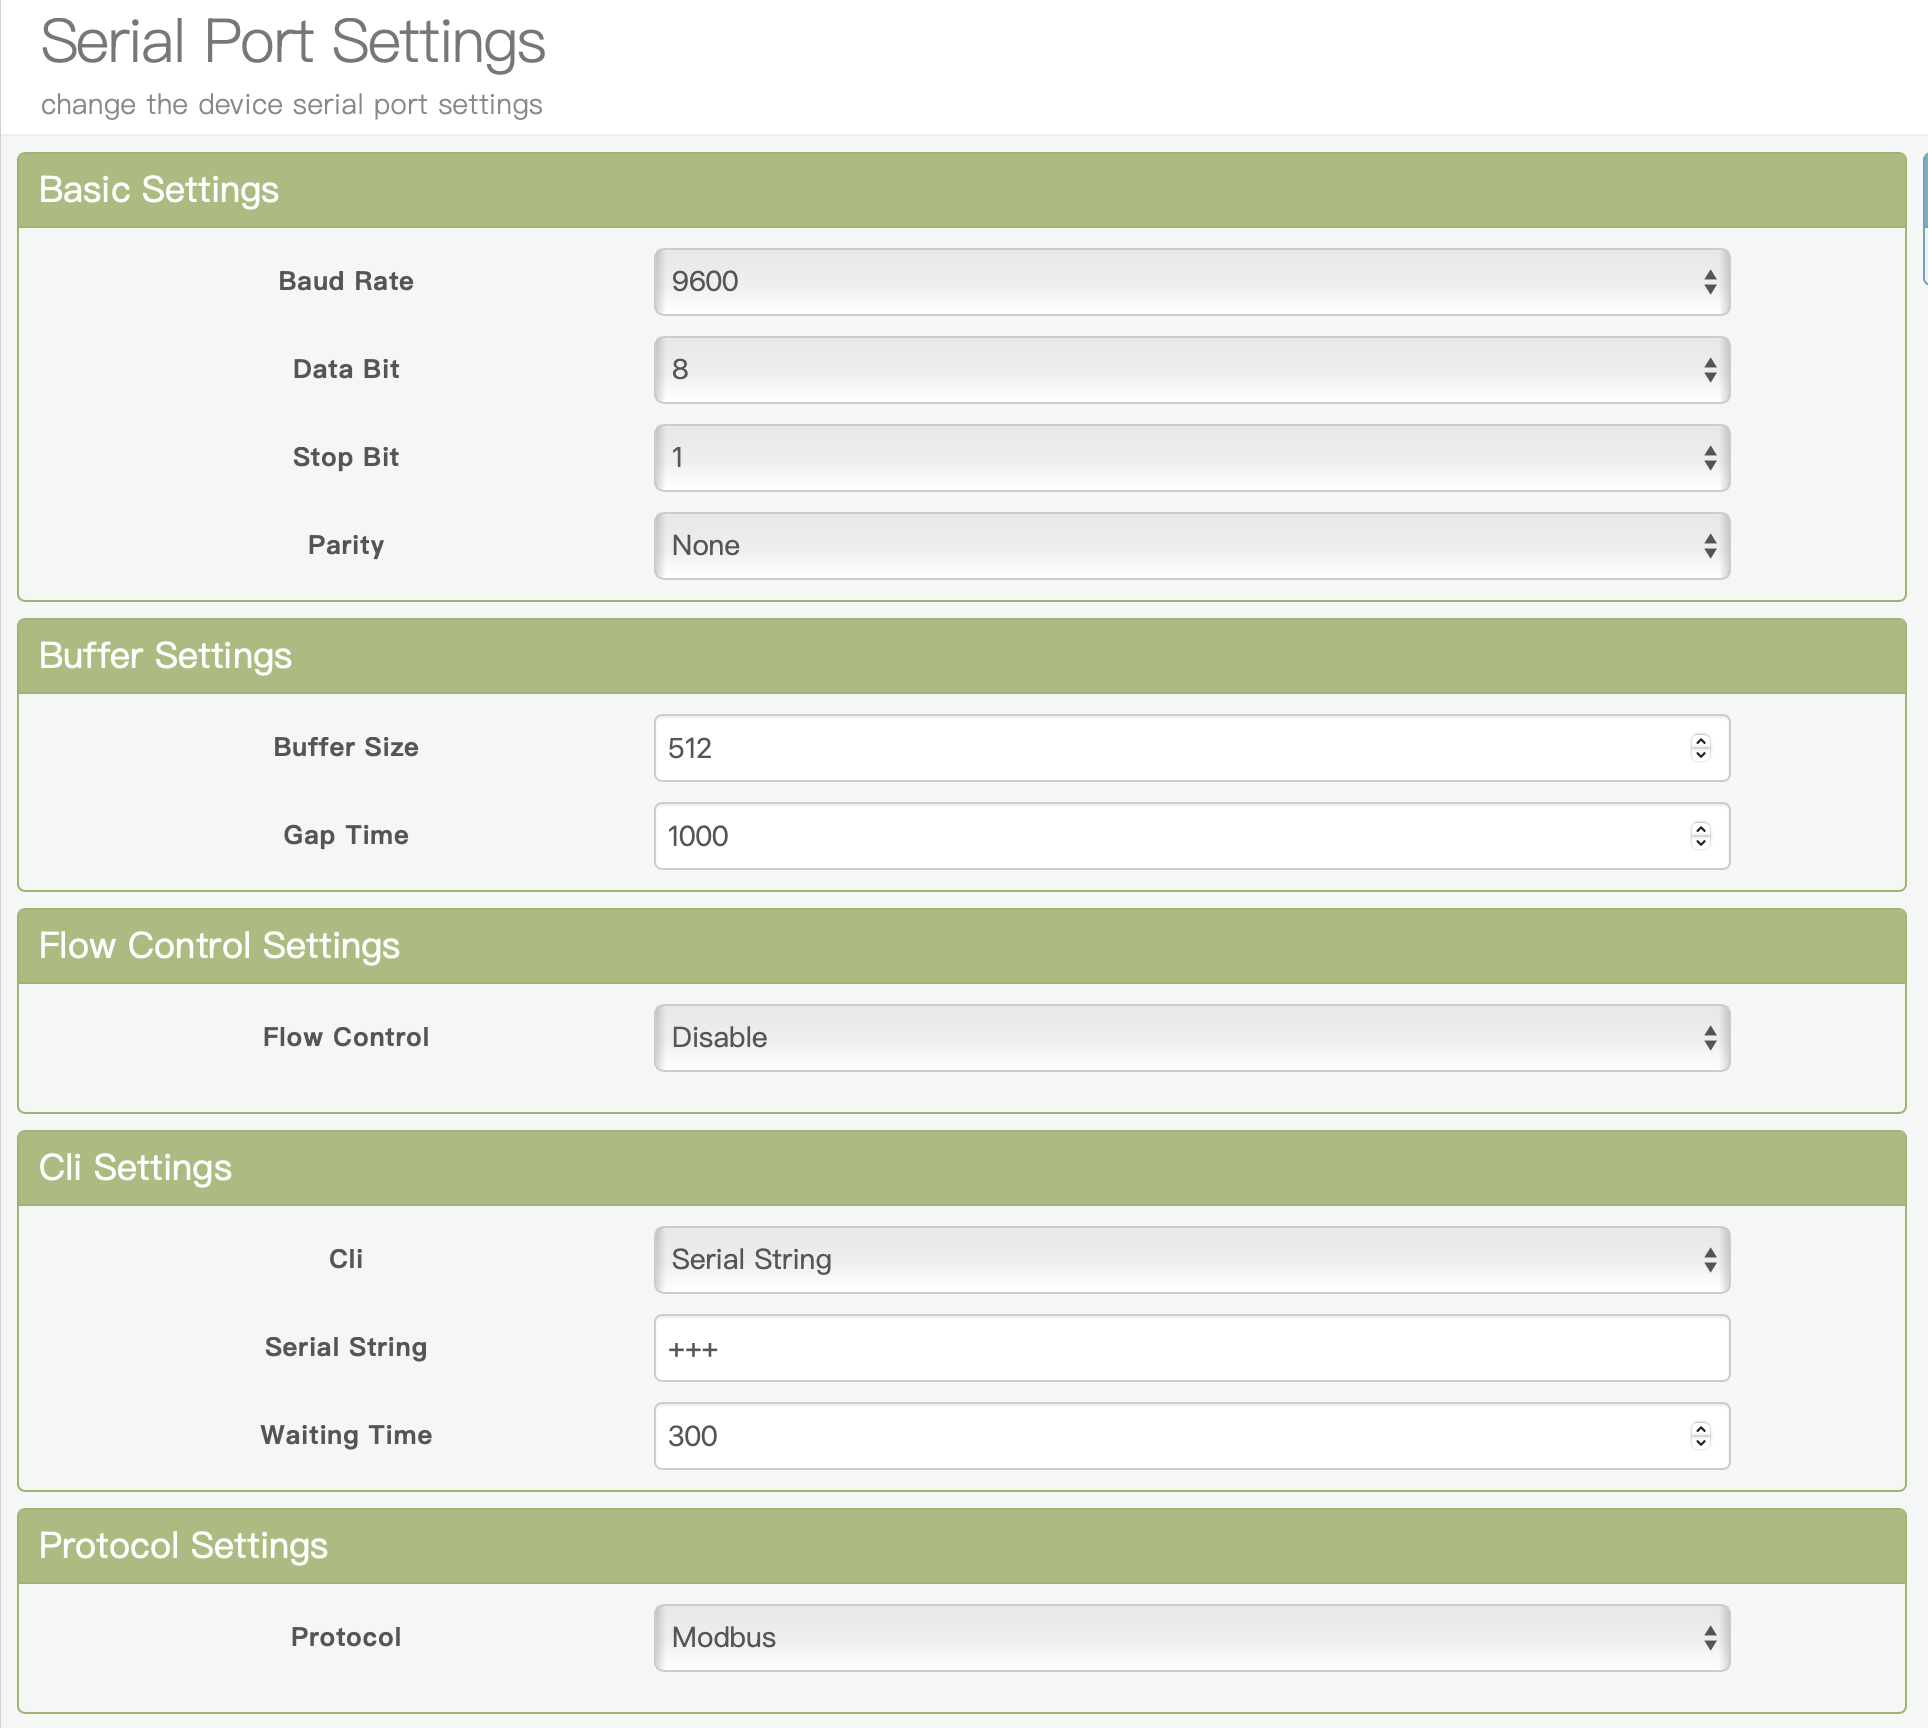 Serial Port Settings
change the device serial port settings
Basic Settings
Baud Rate 9600
Data Bit 8
Stop Bit 1
Parity None
Buffer Settings
Buffer Size 512
Gap Time 1000
Flow Control Settings
Flow Control Disable
Cli Settings
Cli Serial String
Serial String +++
Waiting Time 300
Protocol Settings
Protocol Modbus